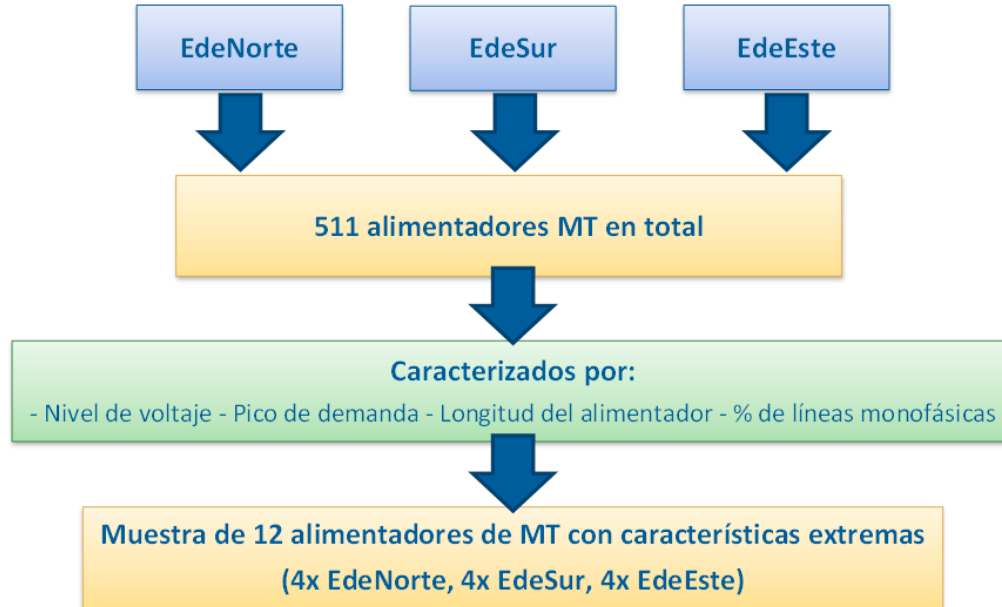 EdeNorte
EdeSur
EdeEste
511 alimentadores MT en total
Caracterizados por:
- Nivel de voltaje - Pico de demanda - Longitud del alimentador - % de líneas monofásicas
Muestra de 12 alimentadores de MT con características extremas
(4x EdeNorte, 4x EdeSur, 4x EdeEste)